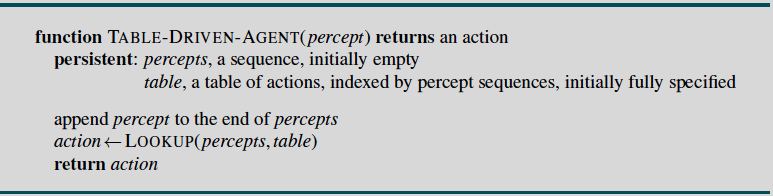 function TABLE-DRIVEN-AGENT(percept) returns an action
persistent: percepts, a sequence, initially empty
table, a table of actions, indexed by percept sequences, initially fully specified
append percept to the end of percepts
action←LOOKUP(percepts, table)
return action